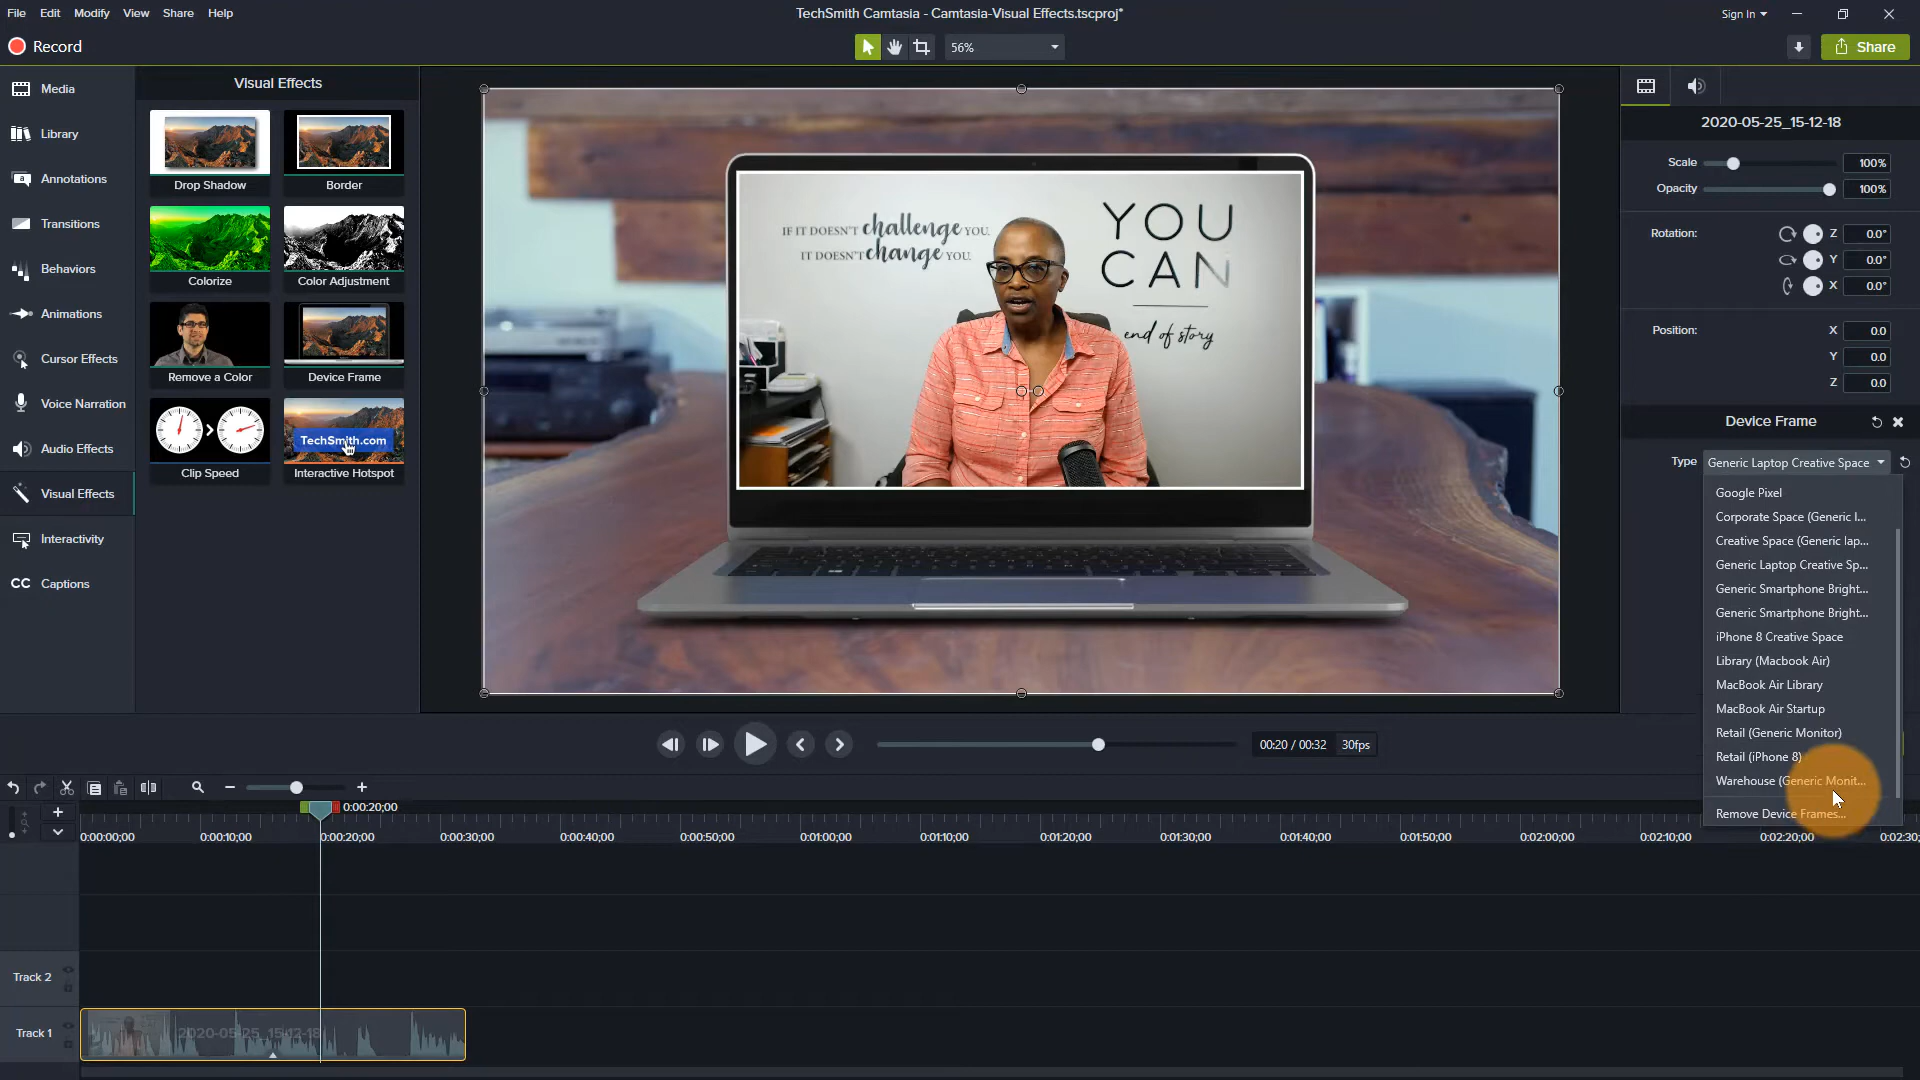 File Edit Modify View Share Help
TechSmith Camtasia - Camtasia-Visual Effects.tscproj*
Sign In
Record
56%
Share
Media
Library
Annotations
Transitions
Behaviors
Animations
Cursor Effects
Voice Narration
Audio Effects
Visual Effects
Interactivity
CC Captions
Visual Effects
Drop Shadow
Border
Colorize
Color Adjustment
Remove a Color
Device Frame
TechSmith.com
Clip Speed
Interactive Hotspot
IF IT DOESN'T challenge YOU.
IT DOESN'T change YOU.
YOU
CAN
end of story
2020-05-25_15-12-18
Scale 100%
Opacity 100%
Rotation: Z 0.0°
Y 0.0°
X 0.0°
Position: X 0.0
Y 0.0
Z 0.0
Device Frame
Type Generic Laptop Creative Space
Google Pixel
Corporate Space (Generic l...
Creative Space (Generic lap...
Generic Laptop Creative Sp...
Generic Smartphone Bright...
Generic Smartphone Bright...
iPhone 8 Creative Space
Library (Macbook Air)
MacBook Air Library
MacBook Air Startup
Retail (Generic Monitor)
Retail (iPhone 8)
Warehouse (Generic Monit...
Remove Device Frames...
00:20 / 00:32 30fps
0:00:20;00
0:00:00;00 0:00:10;00 0:00:20;00 0:00:30;00 0:00:40;00 0:00:50;00 0:01:00;00 0:01:10;00 0:01:20;00 0:01:30;00 0:01:40;00 0:01:50;00 0:02:00;00 0:02:10;00 0:02:20;00 0:02:30;
Track 2
Track 1
2020-05-25_15-12-18